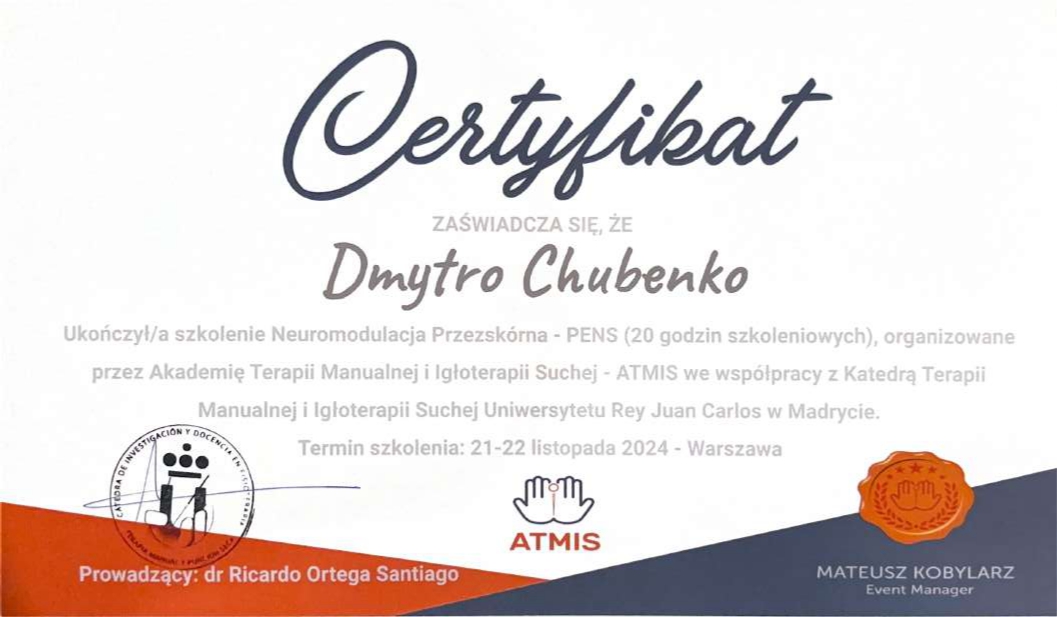 Certyfikat
ZAŚWIADCZA SIĘ, ŻE
Dmytro Chubenko
Ukończył/a szkolenie Neuromodulacja Przezskórna - PENS (20 godzin szkoleniowych), organizowane
przez Akademię Terapii Manualnej i Igłoterapii Suchej - ATMIS we współpracy z Katedrą Terapii
Manualnej i Igłoterapii Suchej Uniwersytetu Rey Juan Carlos w Madrycie.
Termin szkolenia: 21-22 listopada 2024 - Warszawa
CÁTEDRA DE INVESTIGACIÓN Y DOCENCIA EN FISIOTERAPIA
TERAPIA MANUAL Y PUNCIÓN SECA
ATMIS
Prowadzący: dr Ricardo Ortega Santiago
MATEUSZ KOBYLARZ
Event Manager